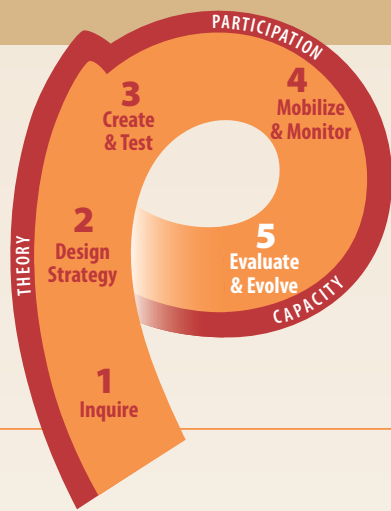 PARTICIPATION
3
Create
& Test
4
Mobilize
& Monitor
2
Design
Strategy
THEORY
5
Evaluate
& Evolve
CAPACITY
1
Inquire